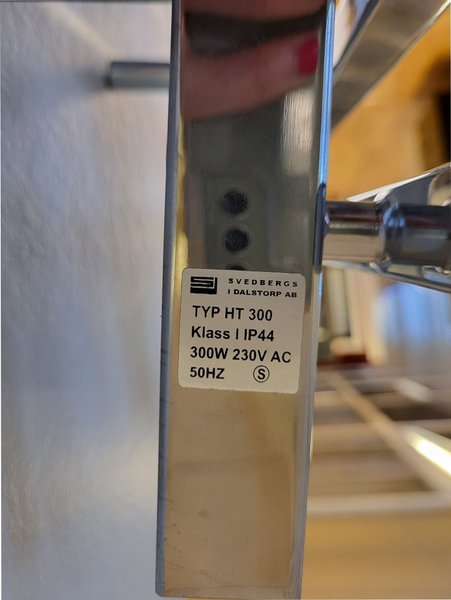 SVEDBERGS
I DALSTORP AB
TYP HT 300
Klass I IP44
300W 230V AC
50HZ Ⓢ